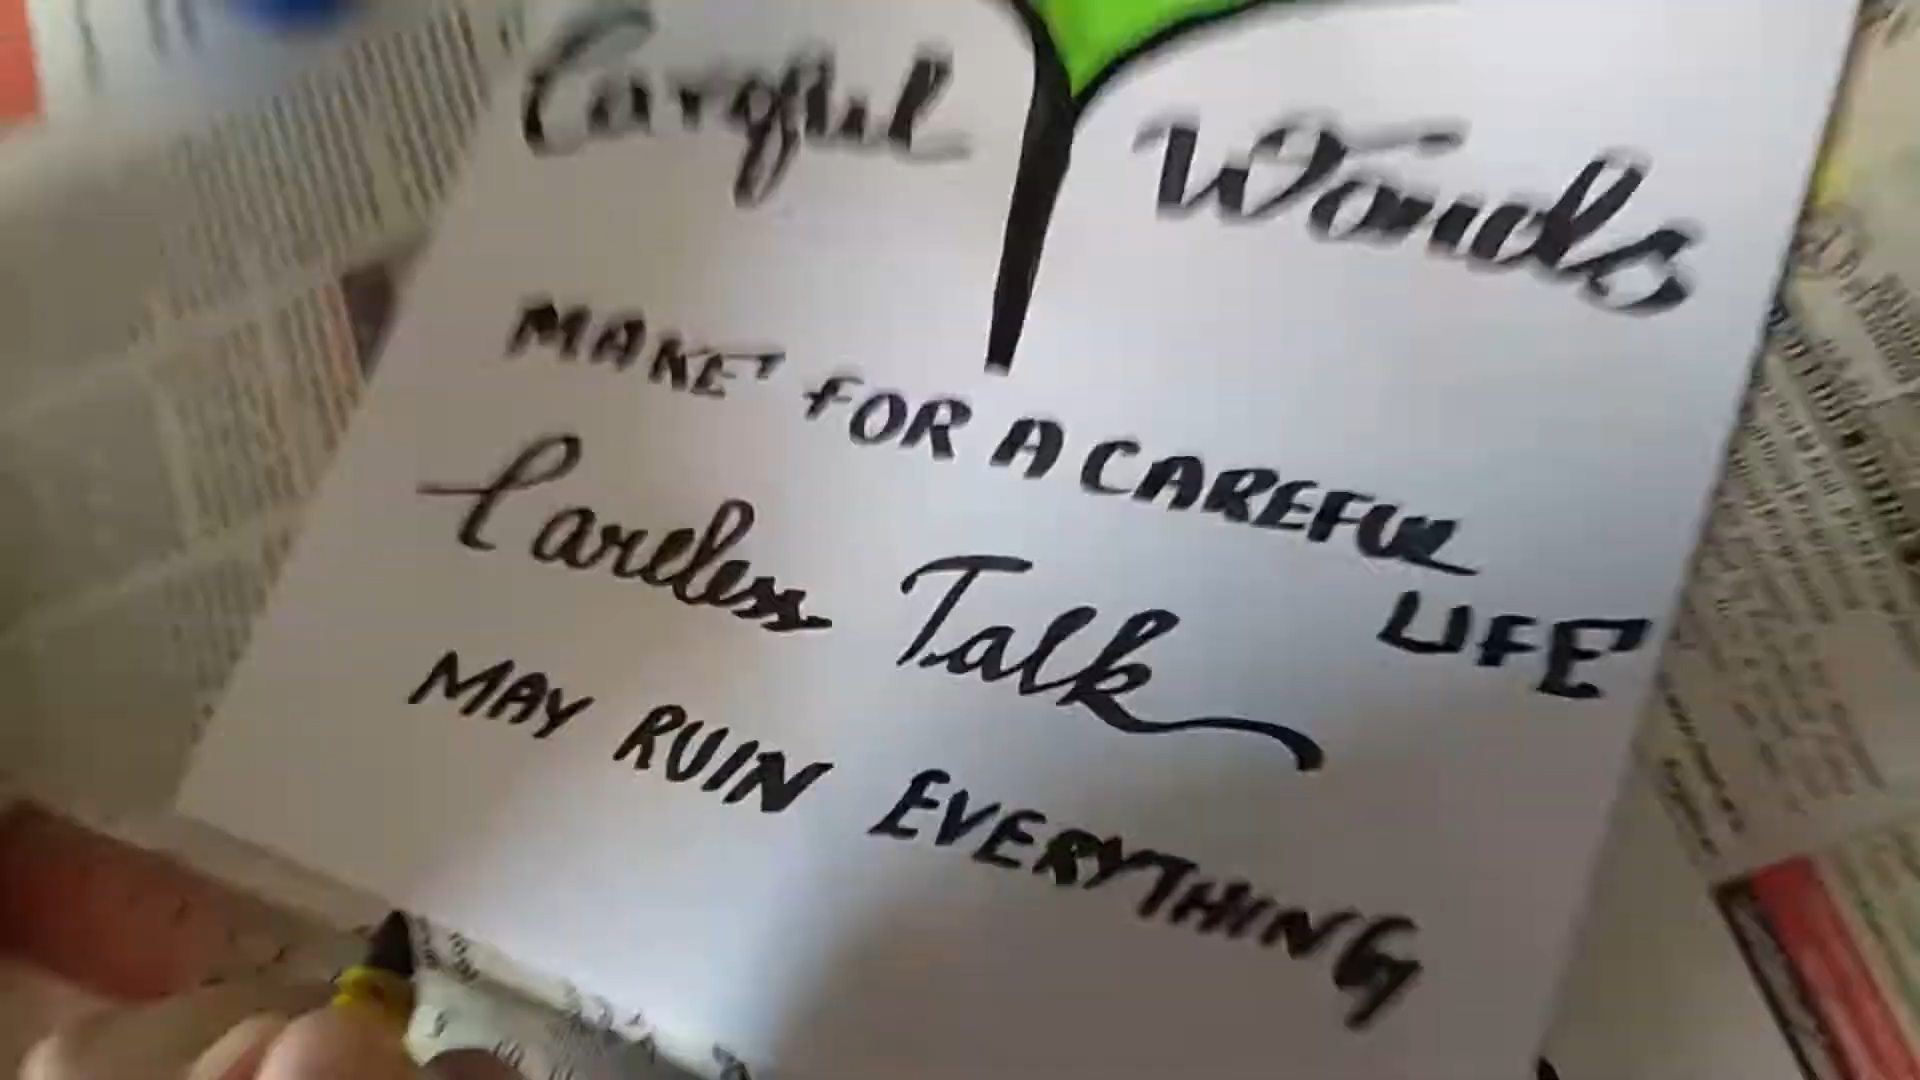 Careful Words
MAKE FOR A CAREFUL
LIFE
Careless Talk
MAY RUIN EVERYTHING